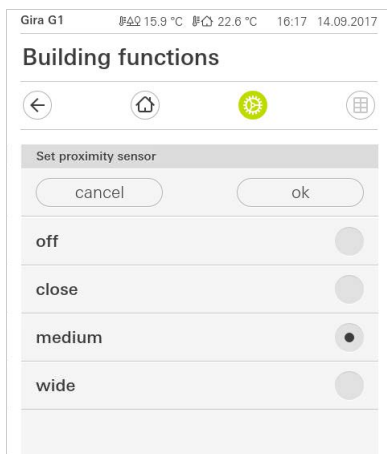 Gira G1 15.9 °C 22.6 °C 16:17 14.09.2017
Building functions
Set proximity sensor
cancel ok
off
close
medium
wide